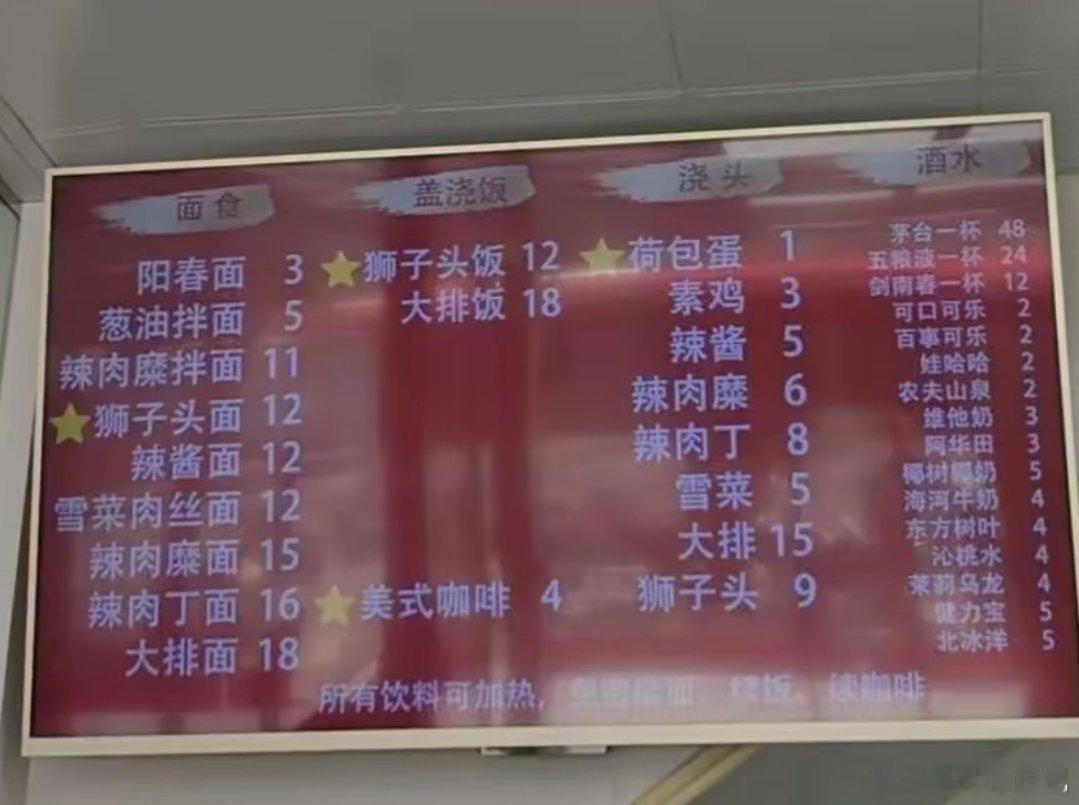 面食
阳春面 3
葱油拌面 5
辣肉糜拌面 11
狮子头面 12
辣酱面 12
雪菜肉丝面 12
辣肉糜面 15
辣肉丁面 16
大排面 18
盖浇饭
狮子头饭 12
大排饭 18
美式咖啡 4
浇头
荷包蛋 1
素鸡 3
辣酱 5
辣肉糜 6
辣肉丁 8
雪菜 5
大排 15
狮子头 9
酒水
茅台一杯 48
五粮液一杯 24
剑南春一杯 12
可口可乐 2
百事可乐 2
娃哈哈 2
农夫山泉 2
维他奶 3
阿华田 3
椰树椰奶 5
海河牛奶 4
东方树叶 4
沁桃水 4
茉莉乌龙 4
健力宝 5
北冰洋 5
所有饮料可加热，免费续面、续饭、续咖啡